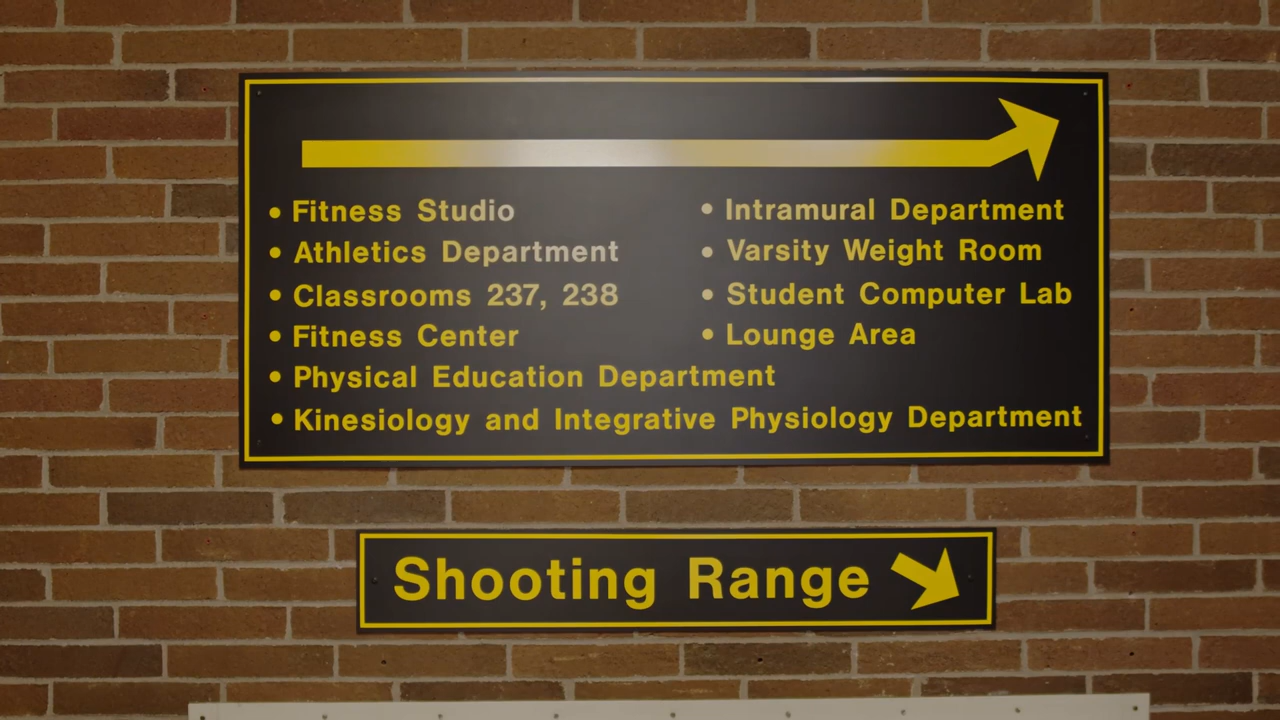 • Fitness Studio
• Athletics Department
• Classrooms 237, 238
• Fitness Center
• Physical Education Department
• Kinesiology and Integrative Physiology Department
• Intramural Department
• Varsity Weight Room
• Student Computer Lab
• Lounge Area
Shooting Range